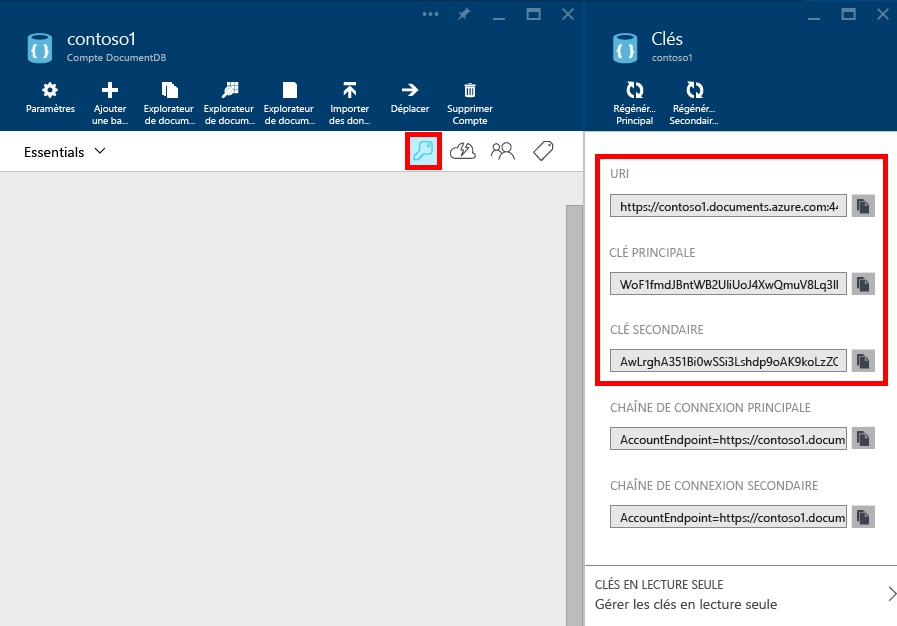 contoso1
Compte DocumentDB
Paramètres
Ajouter
une ba...
Explorateur
de docum...
Explorateur
de docum...
Explorateur
de docum...
Importer
des don...
Déplacer
Supprimer
Compte
Essentials
Clés
contoso1
Régénér...
Principal
Régénér...
Secondair...
URI
https://contoso1.documents.azure.com:44
CLÉ PRINCIPALE
WoF1fmdJBntWB2UliUoJ4XwQmuV8Lq3ll
CLÉ SECONDAIRE
AwLrghA351Bi0wSSi3Lshdp9oAK9koLzZC
CHAÎNE DE CONNEXION PRINCIPALE
AccountEndpoint=https://contoso1.docum
CHAÎNE DE CONNEXION SECONDAIRE
AccountEndpoint=https://contoso1.docum
CLÉS EN LECTURE SEULE
Gérer les clés en lecture seule